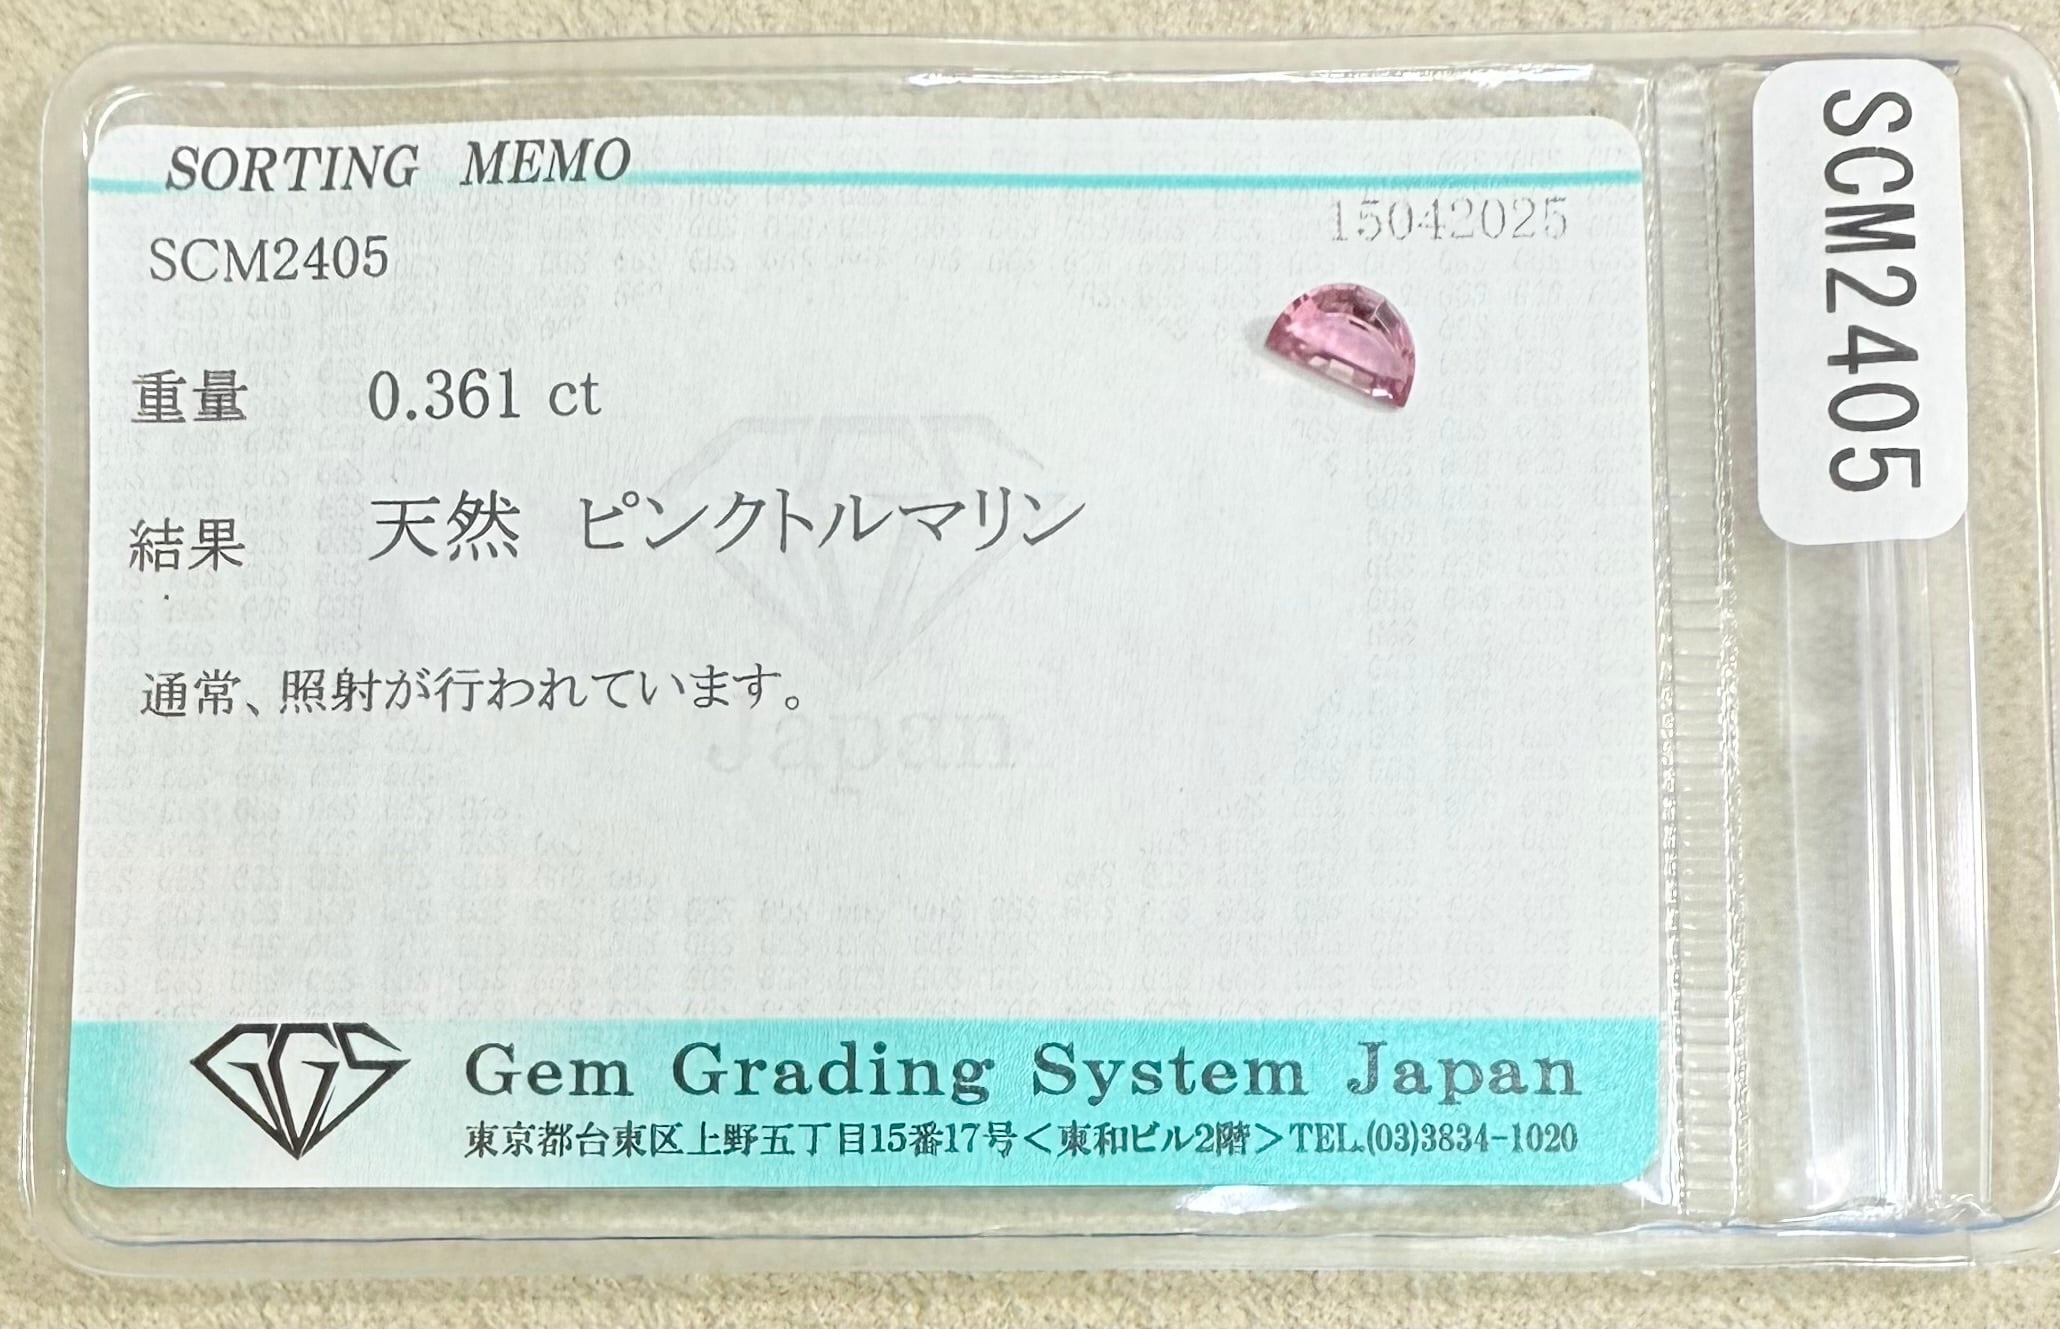 SORTING MEMO
15042025
SCM2405
重量 0.361 ct
結果 天然 ピンクトルマリン
通常、照射が行われています。
Japan
GGS Gem Grading System Japan
東京都台東区上野五丁目15番17号<東和ビル2階>TEL.(03)3834-1020
SCM2405